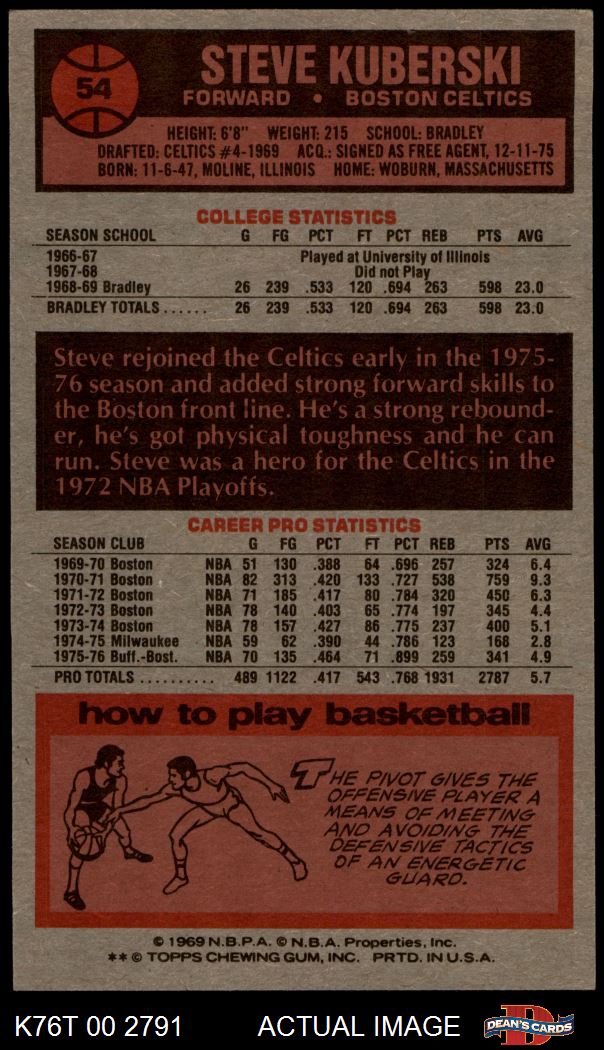 54
STEVE KUBERSKI
FORWARD • BOSTON CELTICS
HEIGHT: 6'8" WEIGHT: 215 SCHOOL: BRADLEY
DRAFTED: CELTICS #4-1969 ACQ.: SIGNED AS FREE AGENT, 12-11-75
BORN: 11-6-47, MOLINE, ILLINOIS HOME: WOBURN, MASSACHUSETTS
COLLEGE STATISTICS
SEASON SCHOOL G FG PCT FT PCT REB PTS AVG
1966-67 Played at University of Illinois
1967-68 Did not Play
1968-69 Bradley 26 239 .533 120 .694 263 598 23.0
BRADLEY TOTALS...... 26 239 .533 120 .694 263 598 23.0
Steve rejoined the Celtics early in the 1975-
76 season and added strong forward skills to
the Boston front line. He's a strong rebound-
er, he's got physical toughness and he can
run. Steve was a hero for the Celtics in the
1972 NBA Playoffs.
CAREER PRO STATISTICS
SEASON CLUB G FG PCT FT PCT REB PTS AVG
1969-70 Boston NBA 51 130 .388 64 .696 257 324 6.4
1970-71 Boston NBA 82 313 .420 133 .727 538 759 9.3
1971-72 Boston NBA 71 185 .417 80 .784 320 450 6.3
1972-73 Boston NBA 78 140 .403 65 .774 197 345 4.4
1973-74 Boston NBA 78 157 .427 86 .775 237 400 5.1
1974-75 Milwaukee NBA 59 62 .390 44 .786 123 168 2.8
1975-76 Buff.-Bost. NBA 70 135 .464 71 .899 259 341 4.9
PRO TOTALS.......... 489 1122 .417 543 .768 1931 2787 5.7
how to play basketball
THE PIVOT GIVES THE
OFFENSIVE PLAYER A
MEANS OF MEETING
AND AVOIDING THE
DEFENSIVE TACTICS
OF AN ENERGETIC
GUARD.
© 1969 N.B.P.A. © N.B.A. Properties, Inc.
** © TOPPS CHEWING GUM, INC. PRTD. IN U.S.A.
K76T 00 2791 ACTUAL IMAGE
D
DEAN'S CARDS